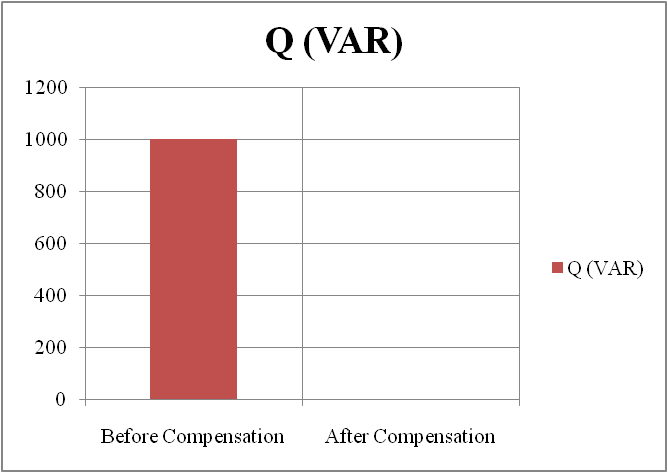 Q (VAR)
1200
1000
800
600
400
200
0
Q (VAR)
Before Compensation
After Compensation